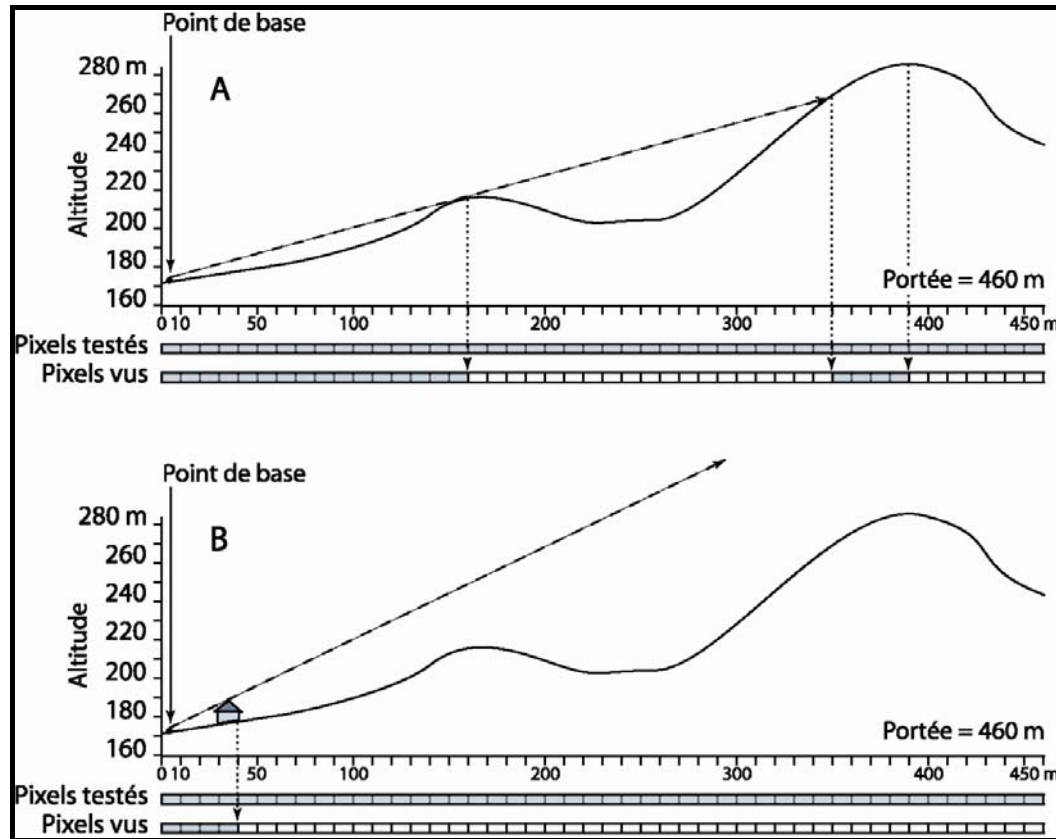 Point de base
A
280 m
260
240
220
200
180
160
Altitude
Portée = 460 m
0 10 50 100 200 300 400 450 m
Pixels testés
Pixels vus
Point de base
B
280 m
260
240
220
200
180
160
Altitude
Portée = 460 m
0 10 50 100 200 300 400 450 m
Pixels testés
Pixels vus